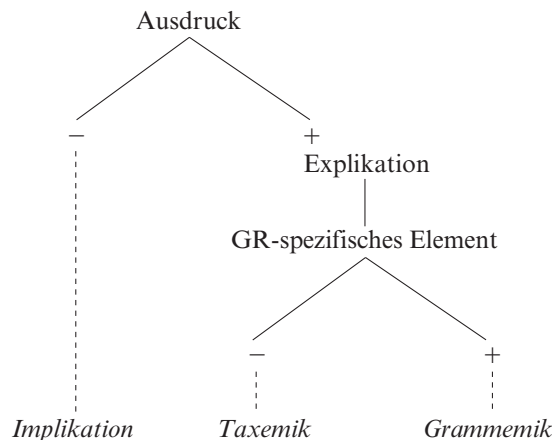 Ausdruck
− +
Explikation
GR-spezifisches Element
− +
Implikation Taxemik Grammemik